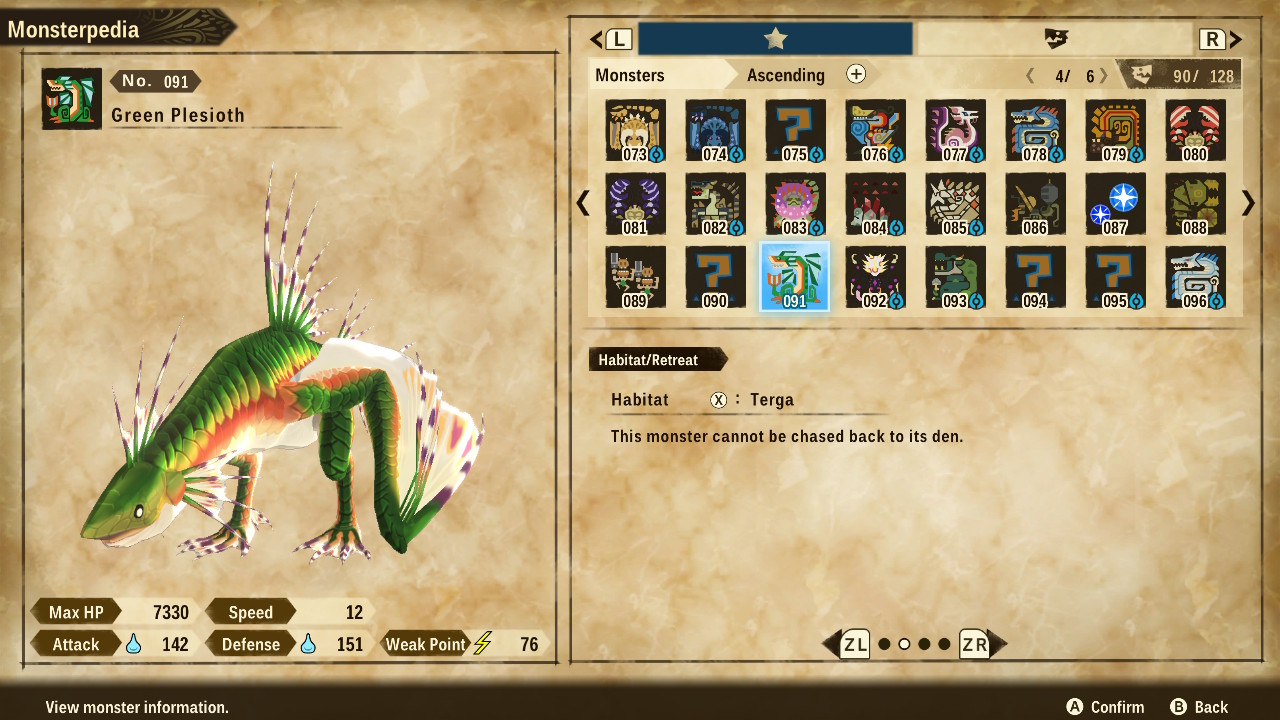 Monsterpedia
No. 091
Green Plesioth
Max HP 7330 Speed 12
Attack 142 Defense 151 Weak Point 76
L R
Monsters Ascending + 4/ 6 90/ 128
073 074 075 076 077 078 079 080
081 082 083 084 085 086 087 088
089 090 091 092 093 094 095 096
Habitat/Retreat
Habitat X : Terga
This monster cannot be chased back to its den.
ZL ZR
View monster information.
A Confirm B Back